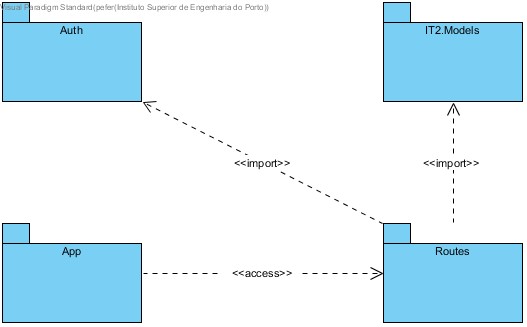 Visual Paradigm Standard(pefer(Instituto Superior de Engenharia do Porto))
Auth
IT2.Models
<<import>>
<<import>>
App
Routes
<<access>>